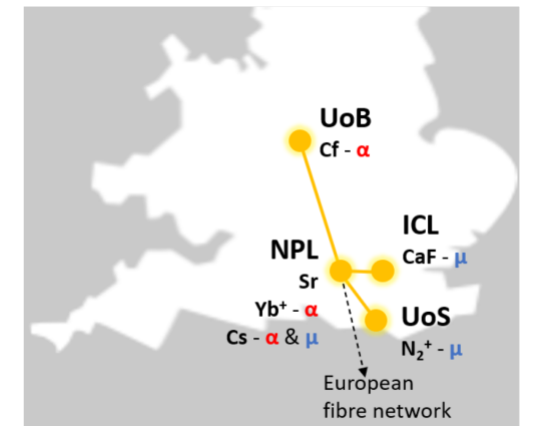 UoB
Cf - α
ICL
CaF - μ
NPL
Sr
Yb⁺ - α
Cs - α & μ
UoS
N₂⁺ - μ
European
fibre network